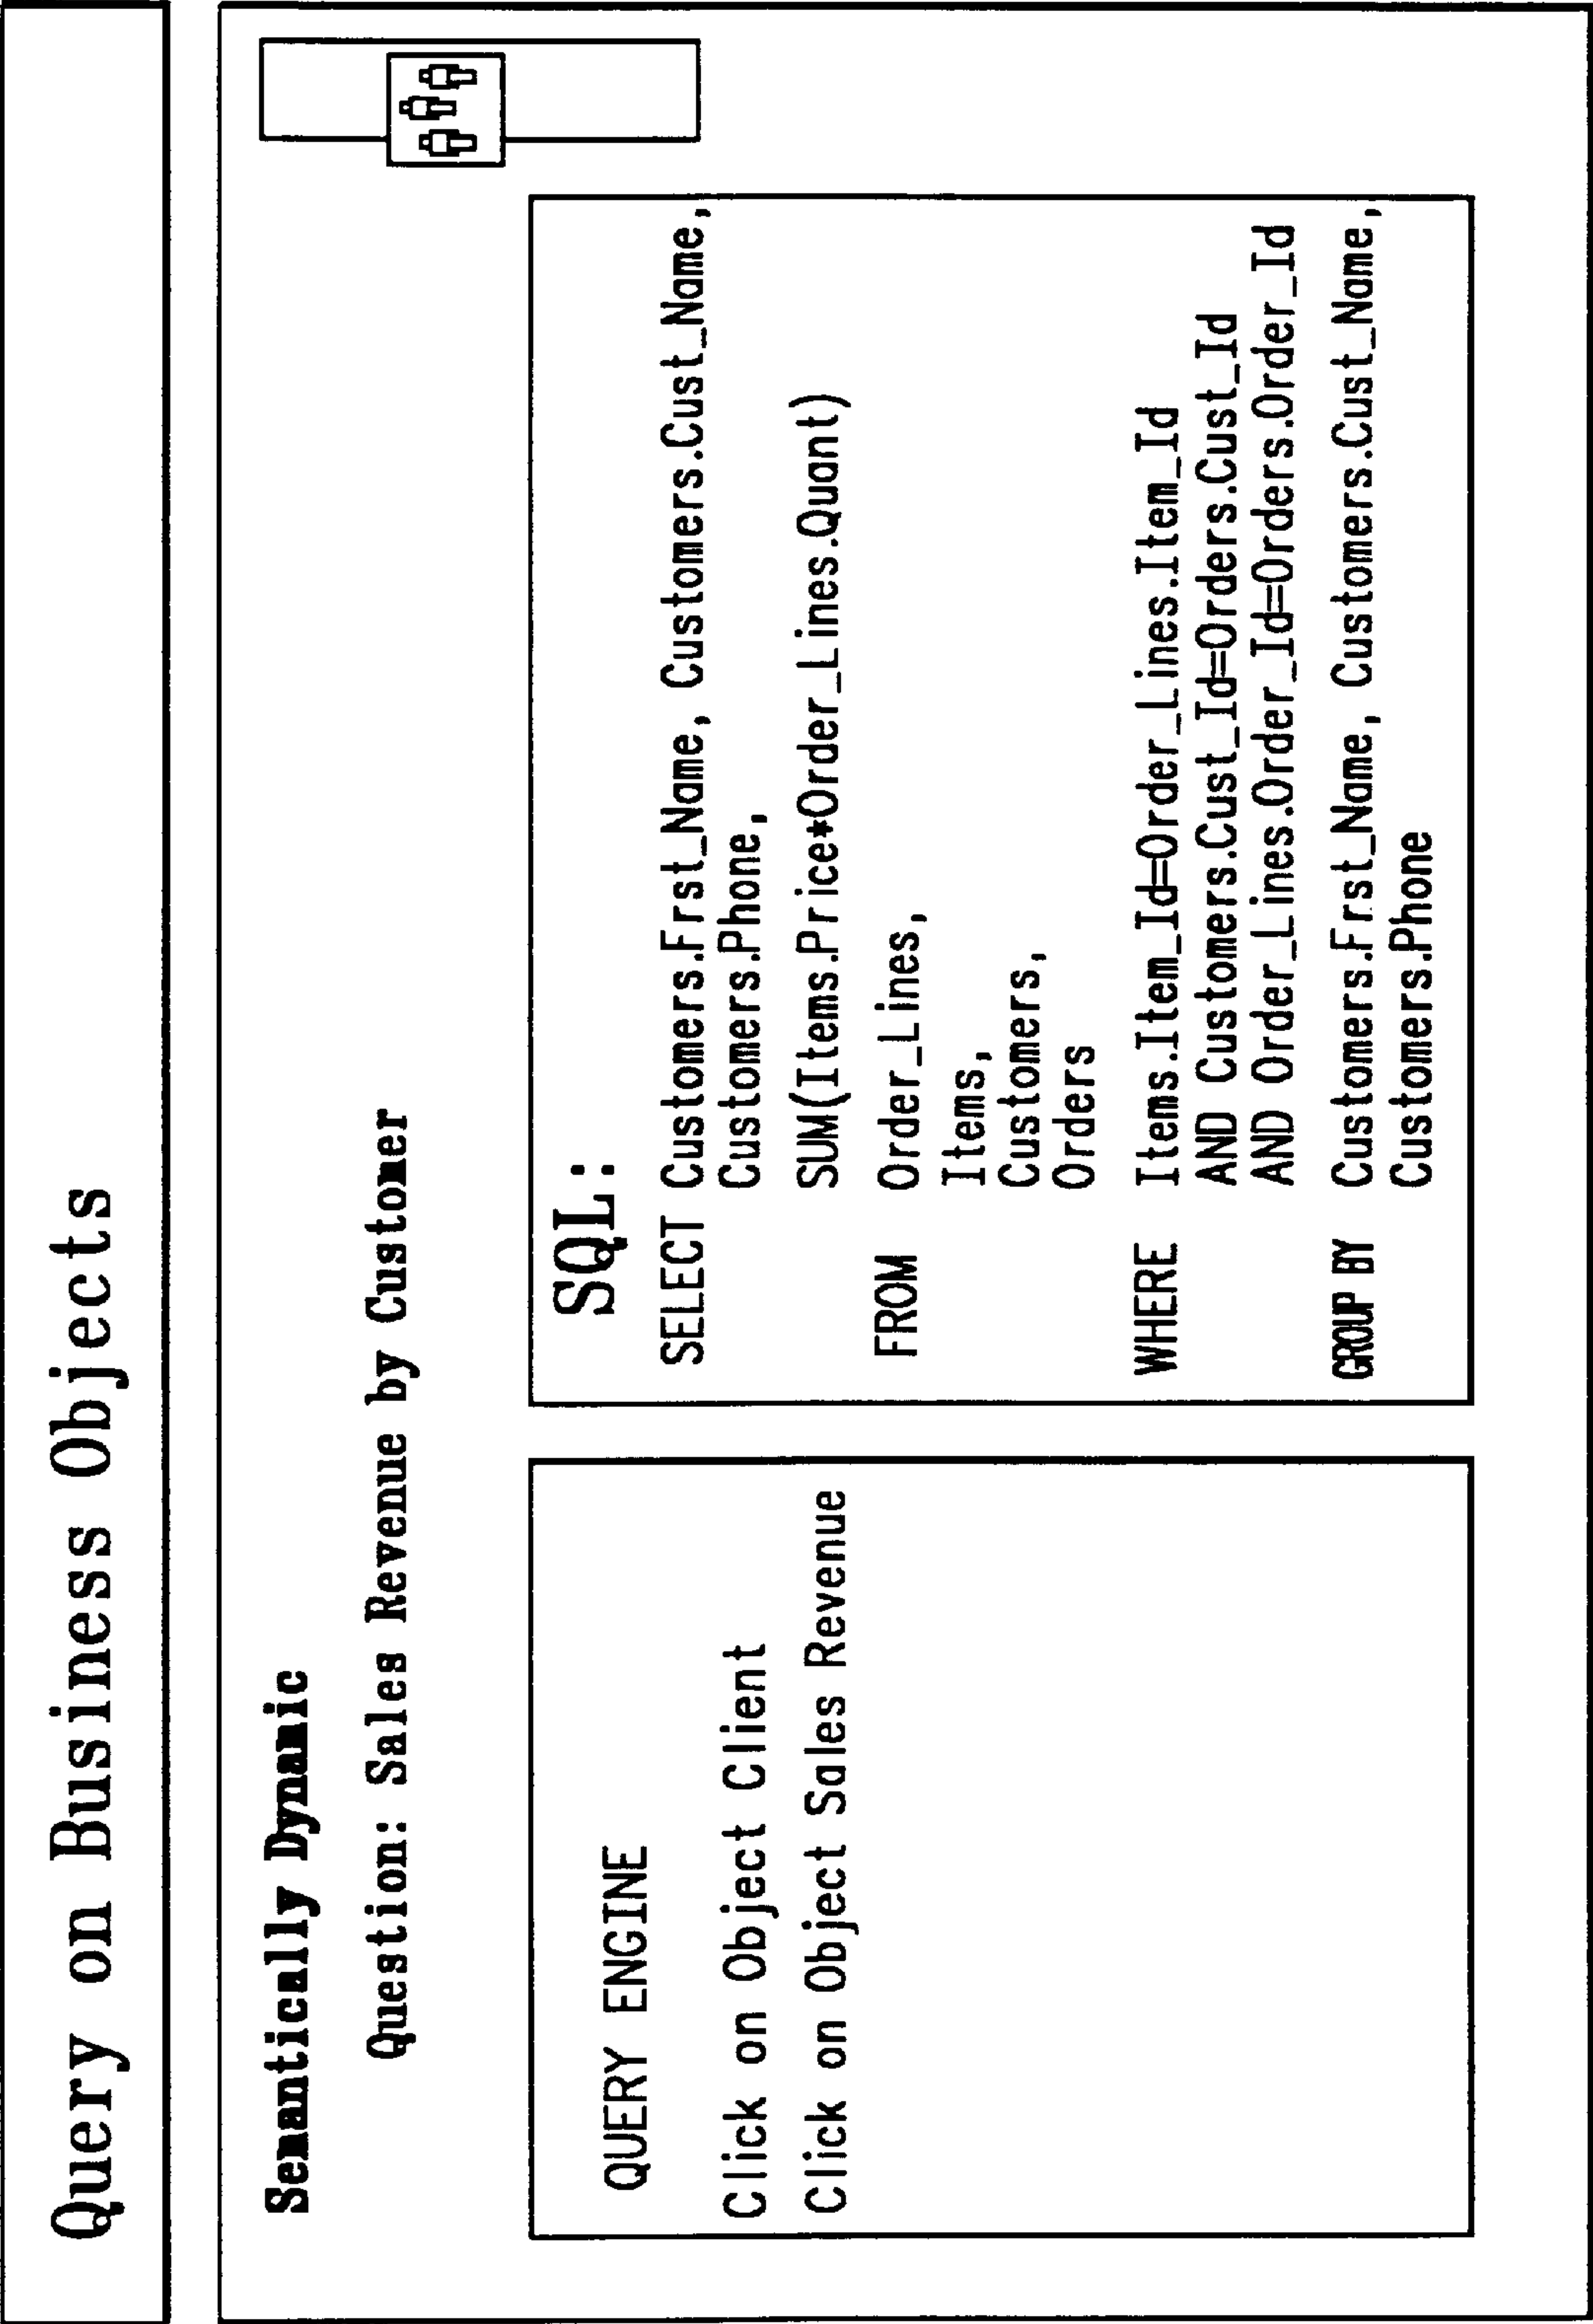 Query on Business Objects
Semantically Dynamic
Question: Sales Revenue by Customer
QUERY ENGINE
Click on Object Client
Click on Object Sales Revenue
SQL:
SELECT Customers.Frst_Name, Customers.Cust_Name,
Customers.Phone,
SUM(Items.Price*Order_Lines.Quant)
FROM Order_Lines,
Items,
Customers,
Orders
WHERE Items.Item_Id=Order_Lines.Item_Id
AND Customers.Cust_Id=Orders.Cust_Id
AND Order_Lines.Order_Id=Orders.Order_Id
GROUP BY Customers.Frst_Name, Customers.Cust_Name,
Customers.Phone